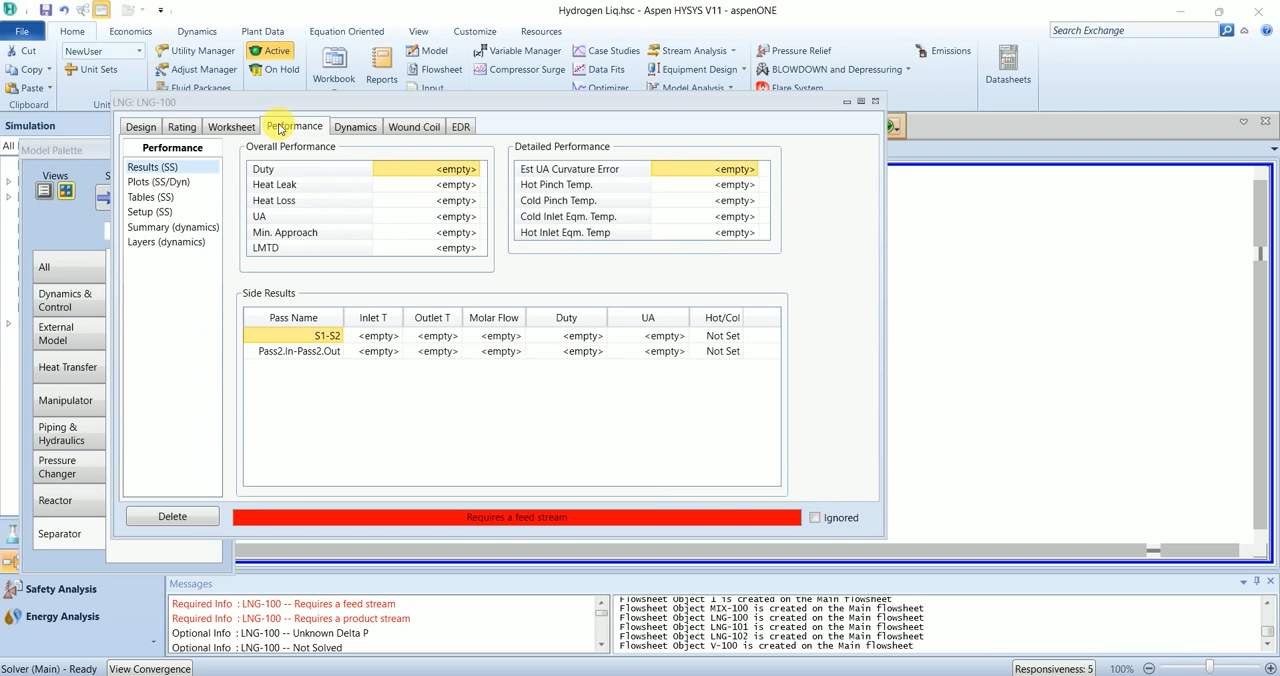 Hydrogen Liq.hsc - Aspen HYSYS V11 - aspenONE
File Home Economics Dynamics Plant Data Equation Oriented View Customize Resources
Search Exchange
Cut
Copy
Paste
Clipboard
NewUser
Unit Sets
Utility Manager
Adjust Manager
Fluid Packages
Active
On Hold
Workbook
Reports
Model
Flowsheet
Input
Variable Manager
Compressor Surge
Case Studies
Data Fits
Optimizer
Stream Analysis
Equipment Design
Model Analysis
Pressure Relief
BLOWDOWN and Depressuring
Flare System
Emissions
Datasheets
Simulation
All
Model Palette
Views
All
Dynamics & Control
External Model
Heat Transfer
Manipulator
Piping & Hydraulics
Pressure Changer
Reactor
Separator
LNG: LNG-100
Design Rating Worksheet Performance Dynamics Wound Coil EDR
Performance
Results (SS)
Plots (SS/Dyn)
Tables (SS)
Setup (SS)
Summary (dynamics)
Layers (dynamics)
Overall Performance
Duty <empty>
Heat Leak <empty>
Heat Loss <empty>
UA <empty>
Min. Approach <empty>
LMTD <empty>
Detailed Performance
Est UA Curvature Error <empty>
Hot Pinch Temp. <empty>
Cold Pinch Temp. <empty>
Cold Inlet Eqm. Temp. <empty>
Hot Inlet Eqm. Temp <empty>
Side Results
Pass Name Inlet T Outlet T Molar Flow Duty UA Hot/Col
S1-S2 <empty> <empty> <empty> <empty> <empty> Not Set
Pass2.In-Pass2.Out <empty> <empty> <empty> <empty> <empty> Not Set
Delete
Requires a feed stream
Ignored
Safety Analysis
Energy Analysis
Messages
Required Info : LNG-100 -- Requires a feed stream
Required Info : LNG-100 -- Requires a product stream
Optional Info : LNG-100 -- Unknown Delta P
Optional Info : LNG-100 -- Not Solved
Flowsheet Object 1 is created on the Main flowsheet
Flowsheet Object MIX-100 is created on the Main flowsheet
Flowsheet Object LNG-100 is created on the Main flowsheet
Flowsheet Object LNG-101 is created on the Main flowsheet
Flowsheet Object LNG-102 is created on the Main flowsheet
Flowsheet Object V-100 is created on the Main flowsheet
Solver (Main) - Ready
View Convergence
Responsiveness: 5
100%